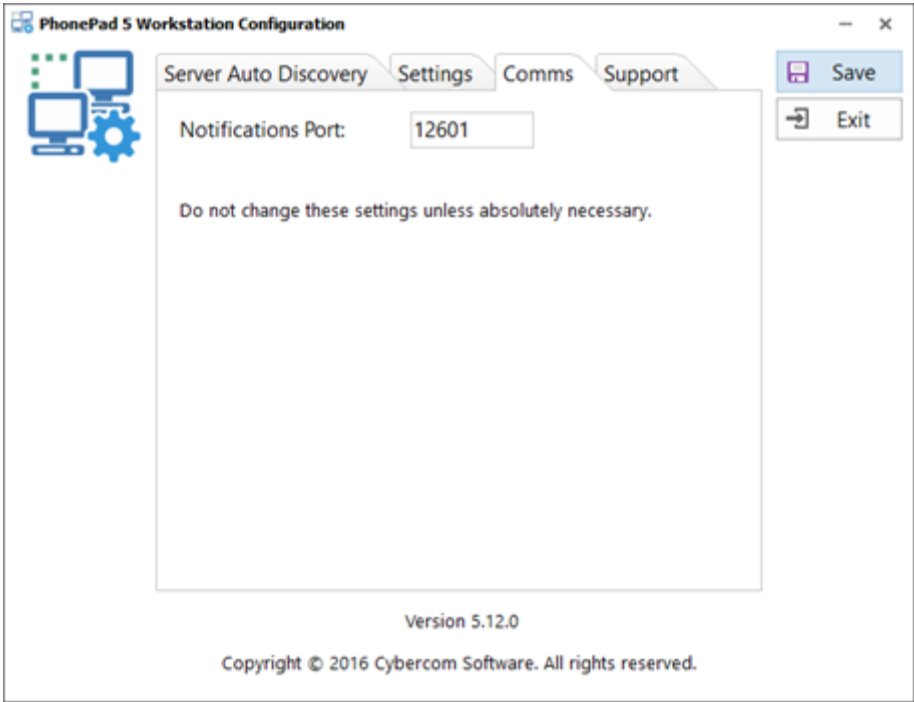 PhonePad 5 Workstation Configuration
Server Auto Discovery Settings Comms Support
Save
Exit
Notifications Port: 12601
Do not change these settings unless absolutely necessary.
Version 5.12.0
Copyright © 2016 Cybercom Software. All rights reserved.